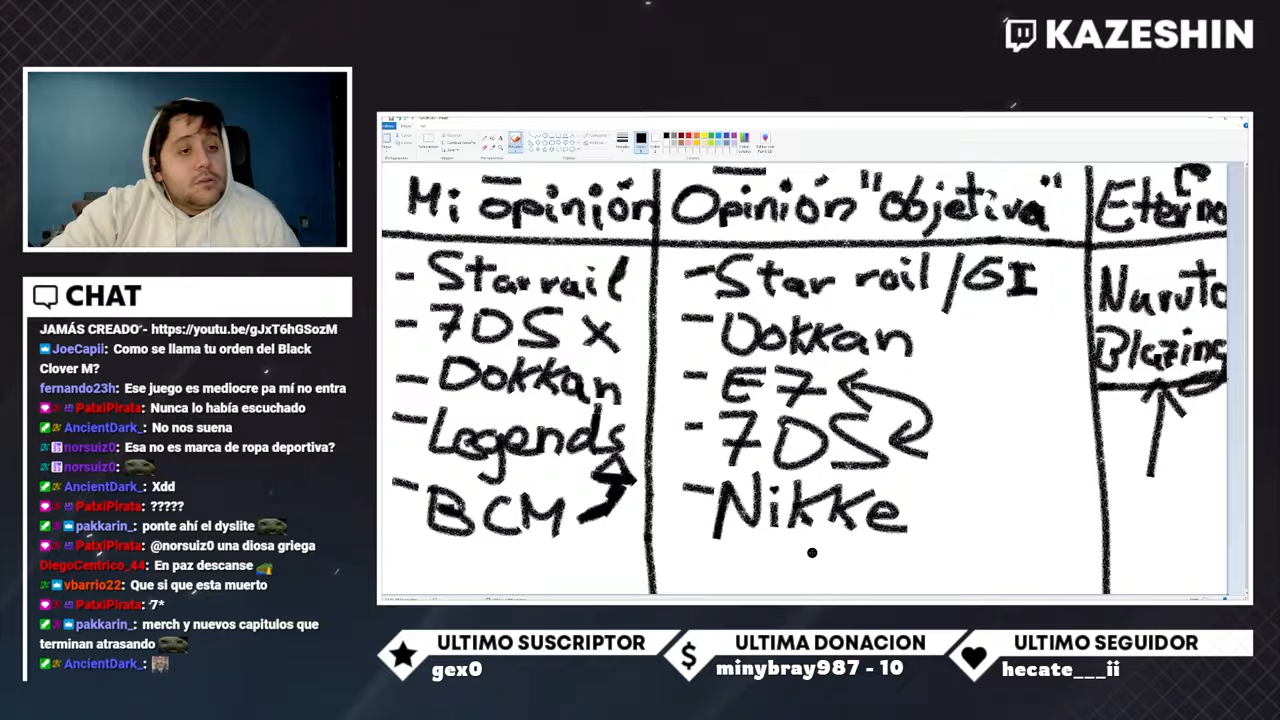 KAZESHIN
Mi opinión
Opinión "objetiva"
Eterno
- Starrail
- 7DS X
- Dokkan
- Legends
- BCM
- Star rail/GI
- Dokkan
- E7
- 7DS
- Nikke
Naruto
Blazing
CHAT
JAMÁS CREADO"- https://youtu.be/gJxT6hGSozM
JoeCapii: Como se llama tu orden del Black
Clover M?
fernando23h: Ese juego es mediocre pa mí no entra
PatxiPirata: Nunca lo había escuchado
AncientDark_: No nos suena
norsuiz0: Esa no es marca de ropa deportiva?
norsuiz0:
AncientDark_: Xdd
PatxiPirata: ?????
pakkarin_: ponte ahí el dyslite
PatxiPirata: @norsuiz0 una diosa griega
DiegoCentrico_44: En paz descanse
vbarrio22: Que si que esta muerto
PatxiPirata: 7*
pakkarin_: merch y nuevos capitulos que
terminan atrasando
AncientDark_:
ULTIMO SUSCRIPTOR
gex0
ULTIMA DONACION
minybray987 - 10
ULTIMO SEGUIDOR
hecate___ii